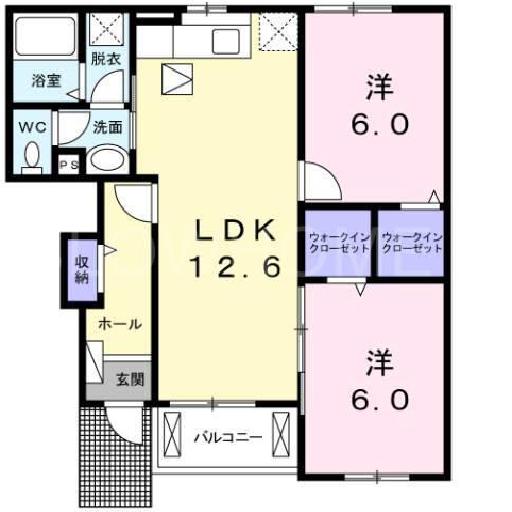 浴室
脱衣
WC
洗面
PS
洋
6.0
LDK
12.6
ウォークイン
クローゼット
ウォークイン
クローゼット
収納
ホール
玄関
洋
6.0
バルコニー